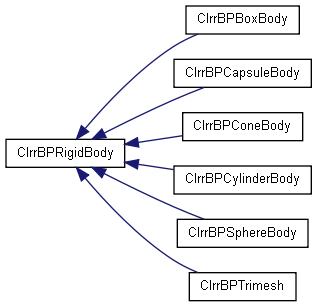 CIrrBPBoxBody
CIrrBPCapsuleBody
CIrrBPConeBody
CIrrBPRigidBody
CIrrBPCylinderBody
CIrrBPSphereBody
CIrrBPTrimesh